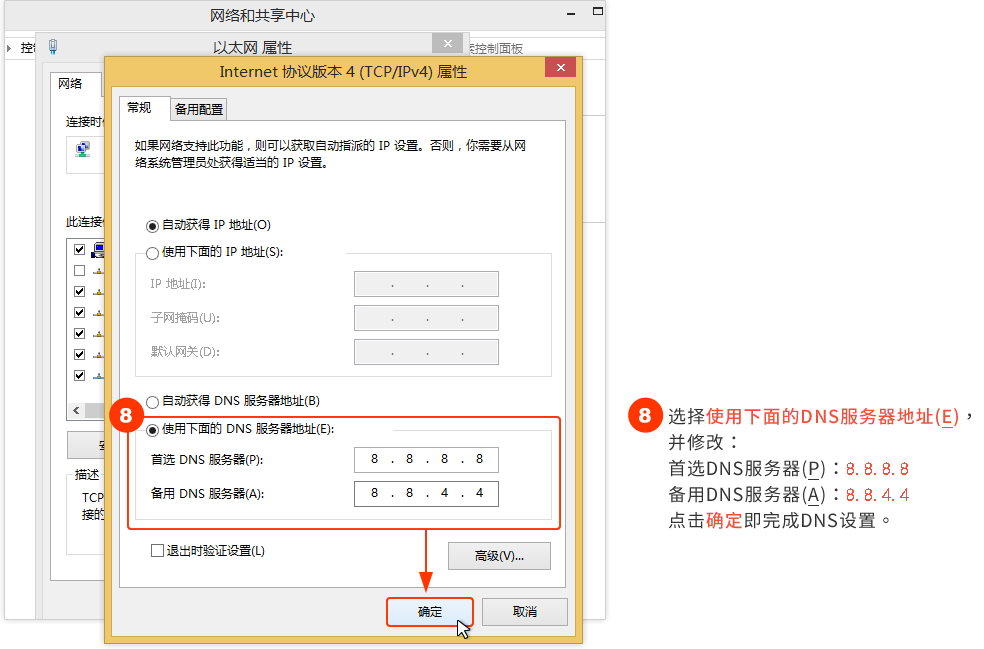 网络和共享中心
以太网 属性
控制面板
Internet 协议版本 4 (TCP/IPv4) 属性
网络
常规
备用配置
连接时
如果网络支持此功能，则可以获取自动指派的 IP 设置。否则，你需要从网
络系统管理员处获得适当的 IP 设置。
此连接
自动获得 IP 地址(O)
使用下面的 IP 地址(S):
IP 地址(I):
. . .
子网掩码(U):
. . .
默认网关(D):
. . .
自动获得 DNS 服务器地址(B)
8
使用下面的 DNS 服务器地址(E):
首选 DNS 服务器(P):
8 . 8 . 8 . 8
备用 DNS 服务器(A):
8 . 8 . 4 . 4
描述
TCP
接的
退出时验证设置(L)
高级(V)...
确定
取消
8
选择使用下面的DNS服务器地址(E)，
并修改：
首选DNS服务器(P)：8.8.8.8
备用DNS服务器(A)：8.8.4.4
点击确定即完成DNS设置。